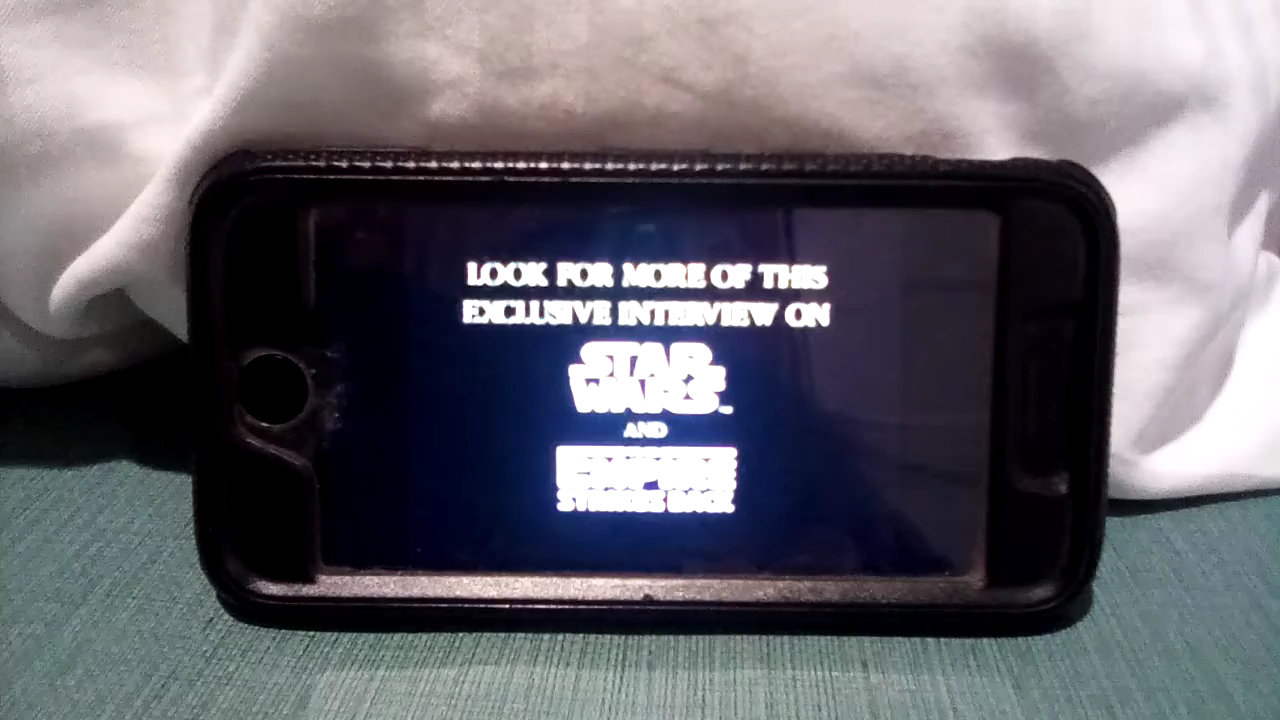 LOOK FOR MORE OF THIS
EXCLUSIVE INTERVIEW ON
STAR
WARS
AND
EMPIRE
STRIKES BACK